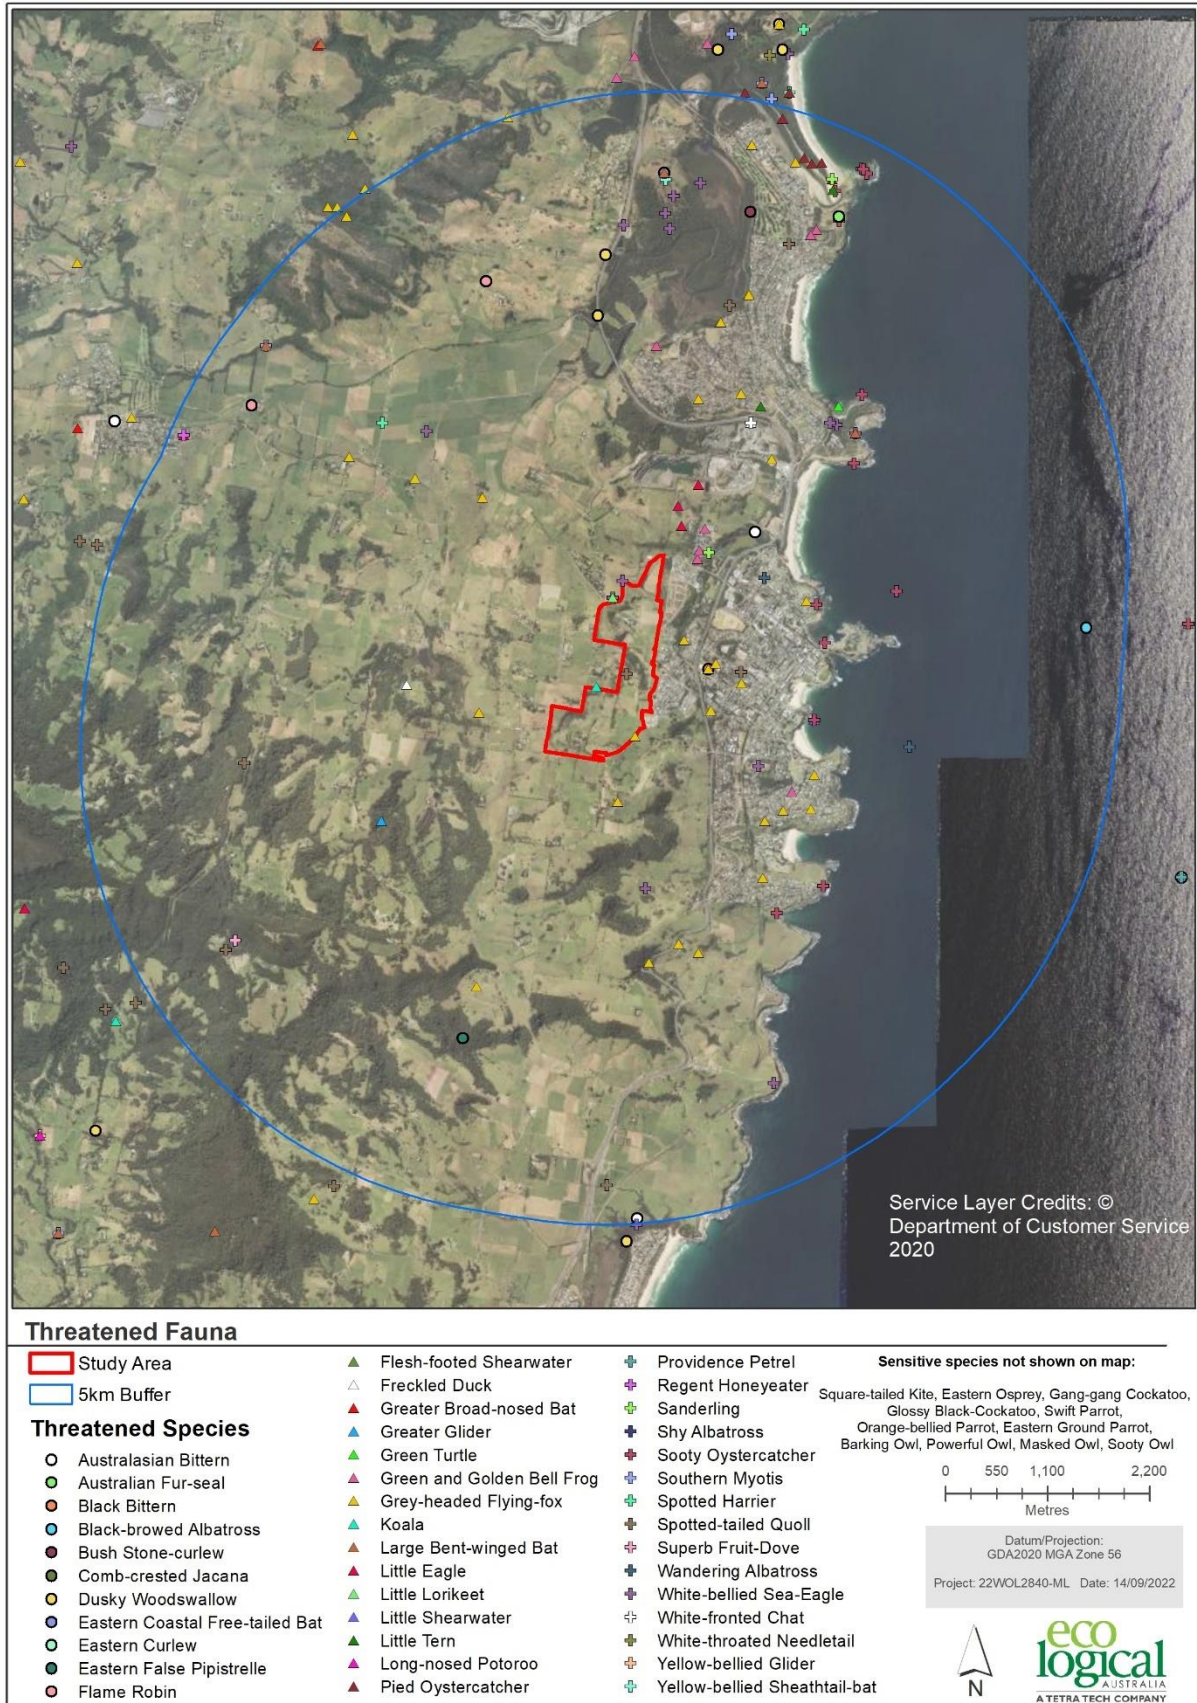 Service Layer Credits: ©
Department of Customer Service
2020
Threatened Fauna
Study Area
5km Buffer
Threatened Species
Australasian Bittern
Australian Fur-seal
Black Bittern
Black-browed Albatross
Bush Stone-curlew
Comb-crested Jacana
Dusky Woodswallow
Eastern Coastal Free-tailed Bat
Eastern Curlew
Eastern False Pipistrelle
Flame Robin
Flesh-footed Shearwater
Freckled Duck
Greater Broad-nosed Bat
Greater Glider
Green Turtle
Green and Golden Bell Frog
Grey-headed Flying-fox
Koala
Large Bent-winged Bat
Little Eagle
Little Lorikeet
Little Shearwater
Little Tern
Long-nosed Potoroo
Pied Oystercatcher
Providence Petrel
Regent Honeyeater
Sanderling
Shy Albatross
Sooty Oystercatcher
Southern Myotis
Spotted Harrier
Spotted-tailed Quoll
Superb Fruit-Dove
Wandering Albatross
White-bellied Sea-Eagle
White-fronted Chat
White-throated Needletail
Yellow-bellied Glider
Yellow-bellied Sheathtail-bat
Sensitive species not shown on map:
Square-tailed Kite, Eastern Osprey, Gang-gang Cockatoo,
Glossy Black-Cockatoo, Swift Parrot,
Orange-bellied Parrot, Eastern Ground Parrot,
Barking Owl, Powerful Owl, Masked Owl, Sooty Owl
0 550 1,100 2,200
Metres
Datum/Projection:
GDA2020 MGA Zone 56
Project: 22WOL2840-ML Date: 14/09/2022
N
eco
logical
AUSTRALIA
A TETRA TECH COMPANY